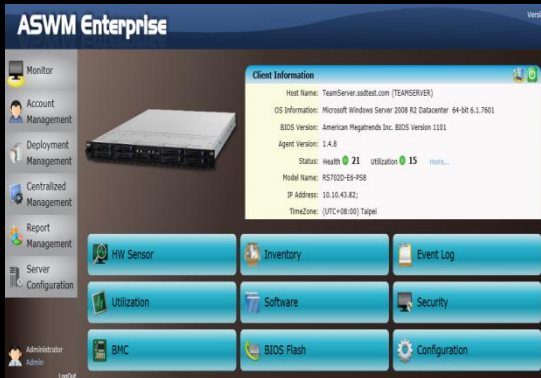 ASWM Enterprise
Versi
Monitor
Account
Management
Deployment
Management
Centralized
Management
Report
Management
Server
Configuration
Administrator
Admin
LogOut
Client Information
Host Name: TeamServer.ssdtest.com (TEAMSERVER)
OS Information: Microsoft Windows Server 2008 R2 Datacenter 64-bit 6.1.7601
BIOS Version: American Megatrends Inc. BIOS Version 1101
Agent Version: 1.4.8
Status: Health 21 Utilization 15 more...
Model Name: RS702D-E6-PS8
IP Address: 10.10.43.82;
TimeZone: (UTC+08:00) Taipei
HW Sensor
Inventory
Event Log
Utilization
Software
Security
BMC
BIOS Flash
Configuration